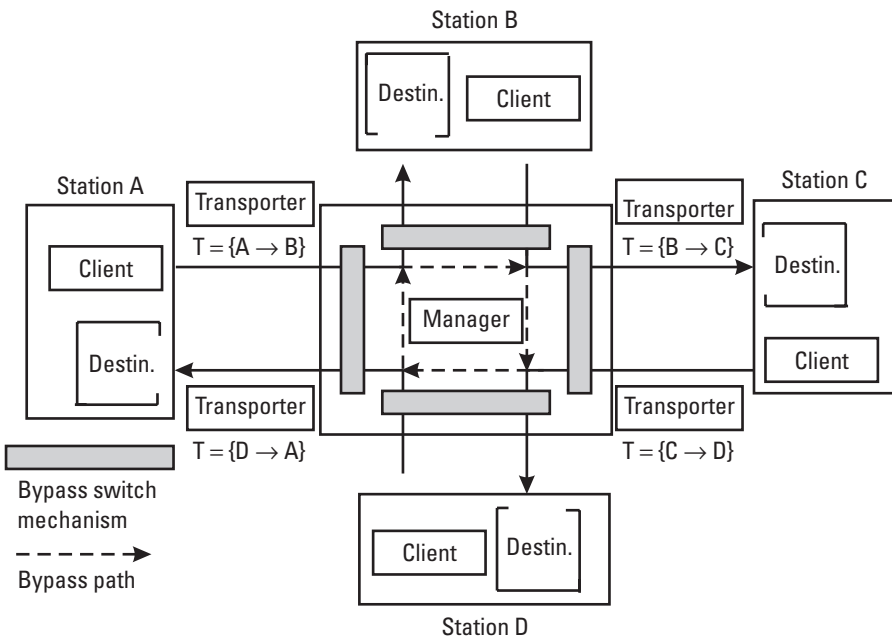 Station B
Destin.
Client
Station A
Transporter
T = {A → B}
Client
Destin.
Transporter
T = {D → A}
Manager
Transporter
T = {B → C}
Station C
Destin.
Client
Transporter
T = {C → D}
Bypass switch
mechanism
Bypass path
Client
Destin.
Station D